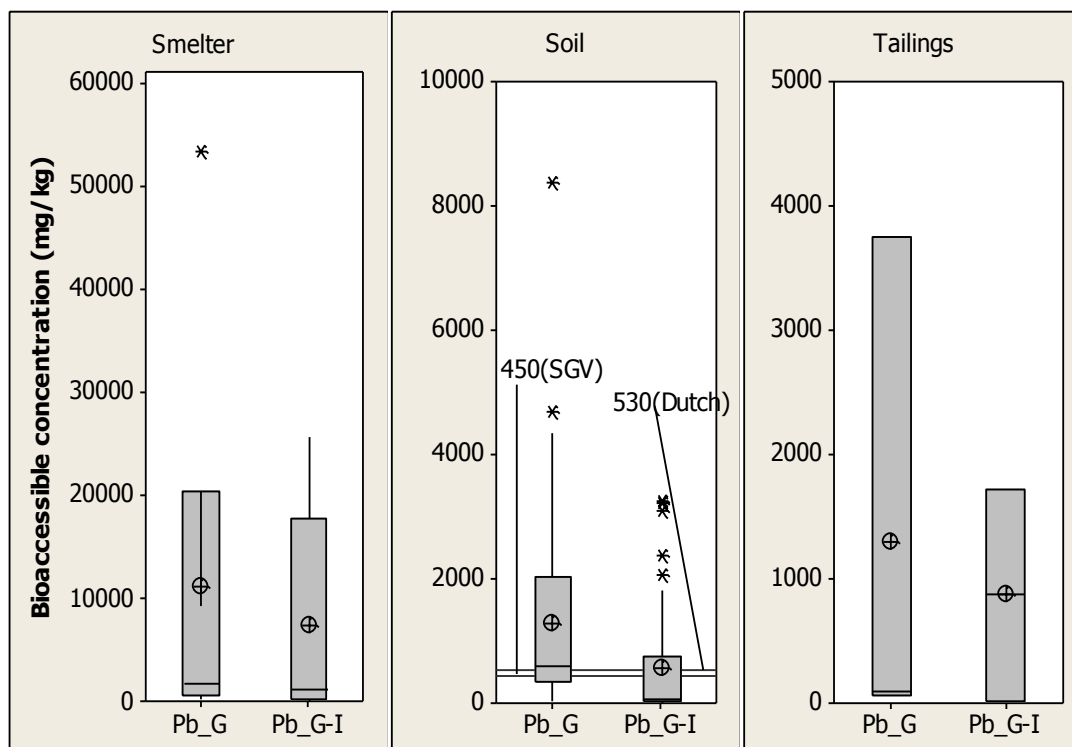 Smelter
Soil
Tailings
Bioaccessible concentration (mg/kg)
60000
50000
40000
30000
20000
10000
0
Pb_G
Pb_G-I
10000
8000
6000
4000
2000
0
450(SGV)
530(Dutch)
Pb_G
Pb_G-I
5000
4000
3000
2000
1000
0
Pb_G
Pb_G-I